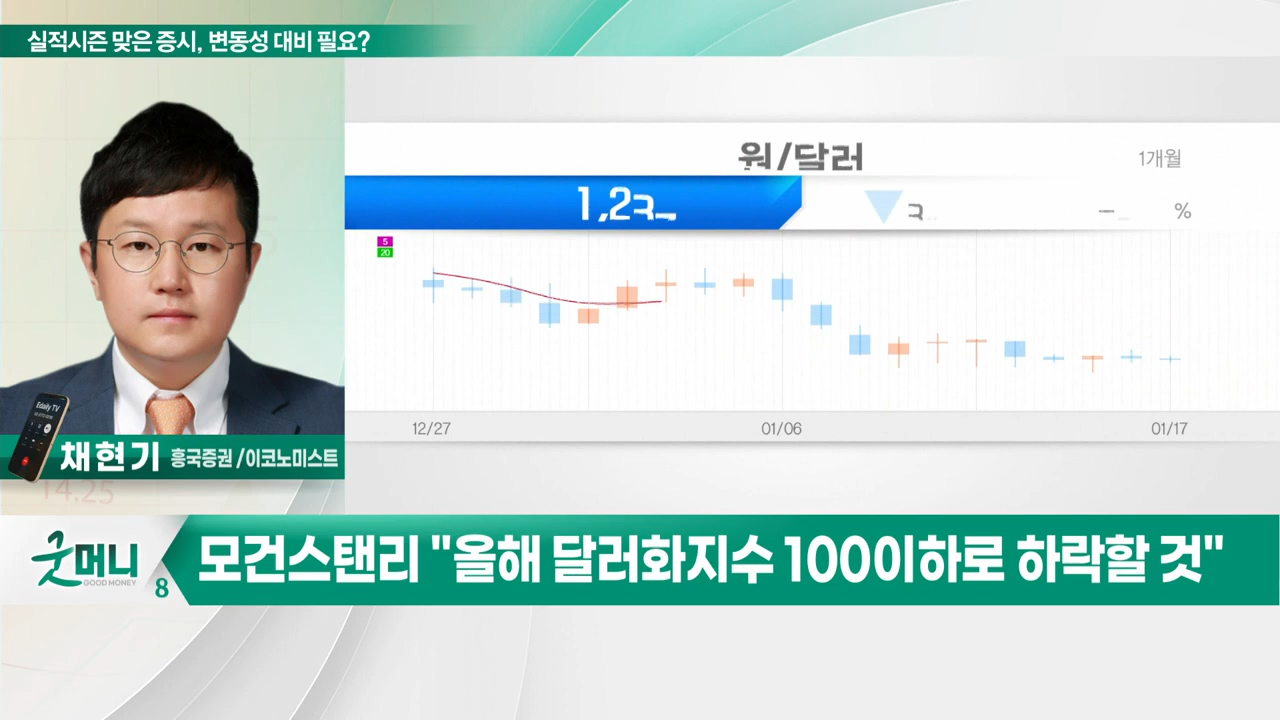 실적시즌 맞은 증시, 변동성 대비 필요?
원/달러
1개월
%
5
20
12/27
01/06
01/17
Edaily TV
채현기 흥국증권 /이코노미스트
14.25
굿머니
GOOD MONEY
8
모건스탠리 "올해 달러화지수 100이하로 하락할 것"